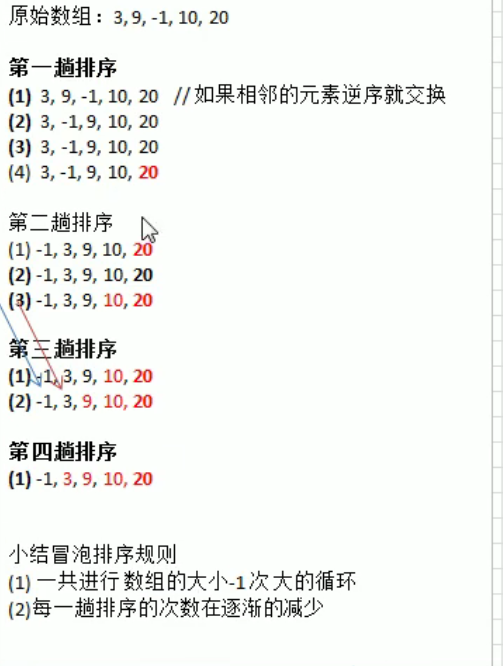 原始数组：3, 9, -1, 10, 20
第一趟排序
(1) 3, 9, -1, 10, 20 //如果相邻的元素逆序就交换
(2) 3, -1, 9, 10, 20
(3) 3, -1, 9, 10, 20
(4) 3, -1, 9, 10, 20
第二趟排序
(1) -1, 3, 9, 10, 20
(2) -1, 3, 9, 10, 20
(3) -1, 3, 9, 10, 20
第三趟排序
(1) -1, 3, 9, 10, 20
(2) -1, 3, 9, 10, 20
第四趟排序
(1) -1, 3, 9, 10, 20
小结冒泡排序规则
(1) 一共进行 数组的大小-1 次 大的循环
(2)每一趟排序的次数在逐渐的减少